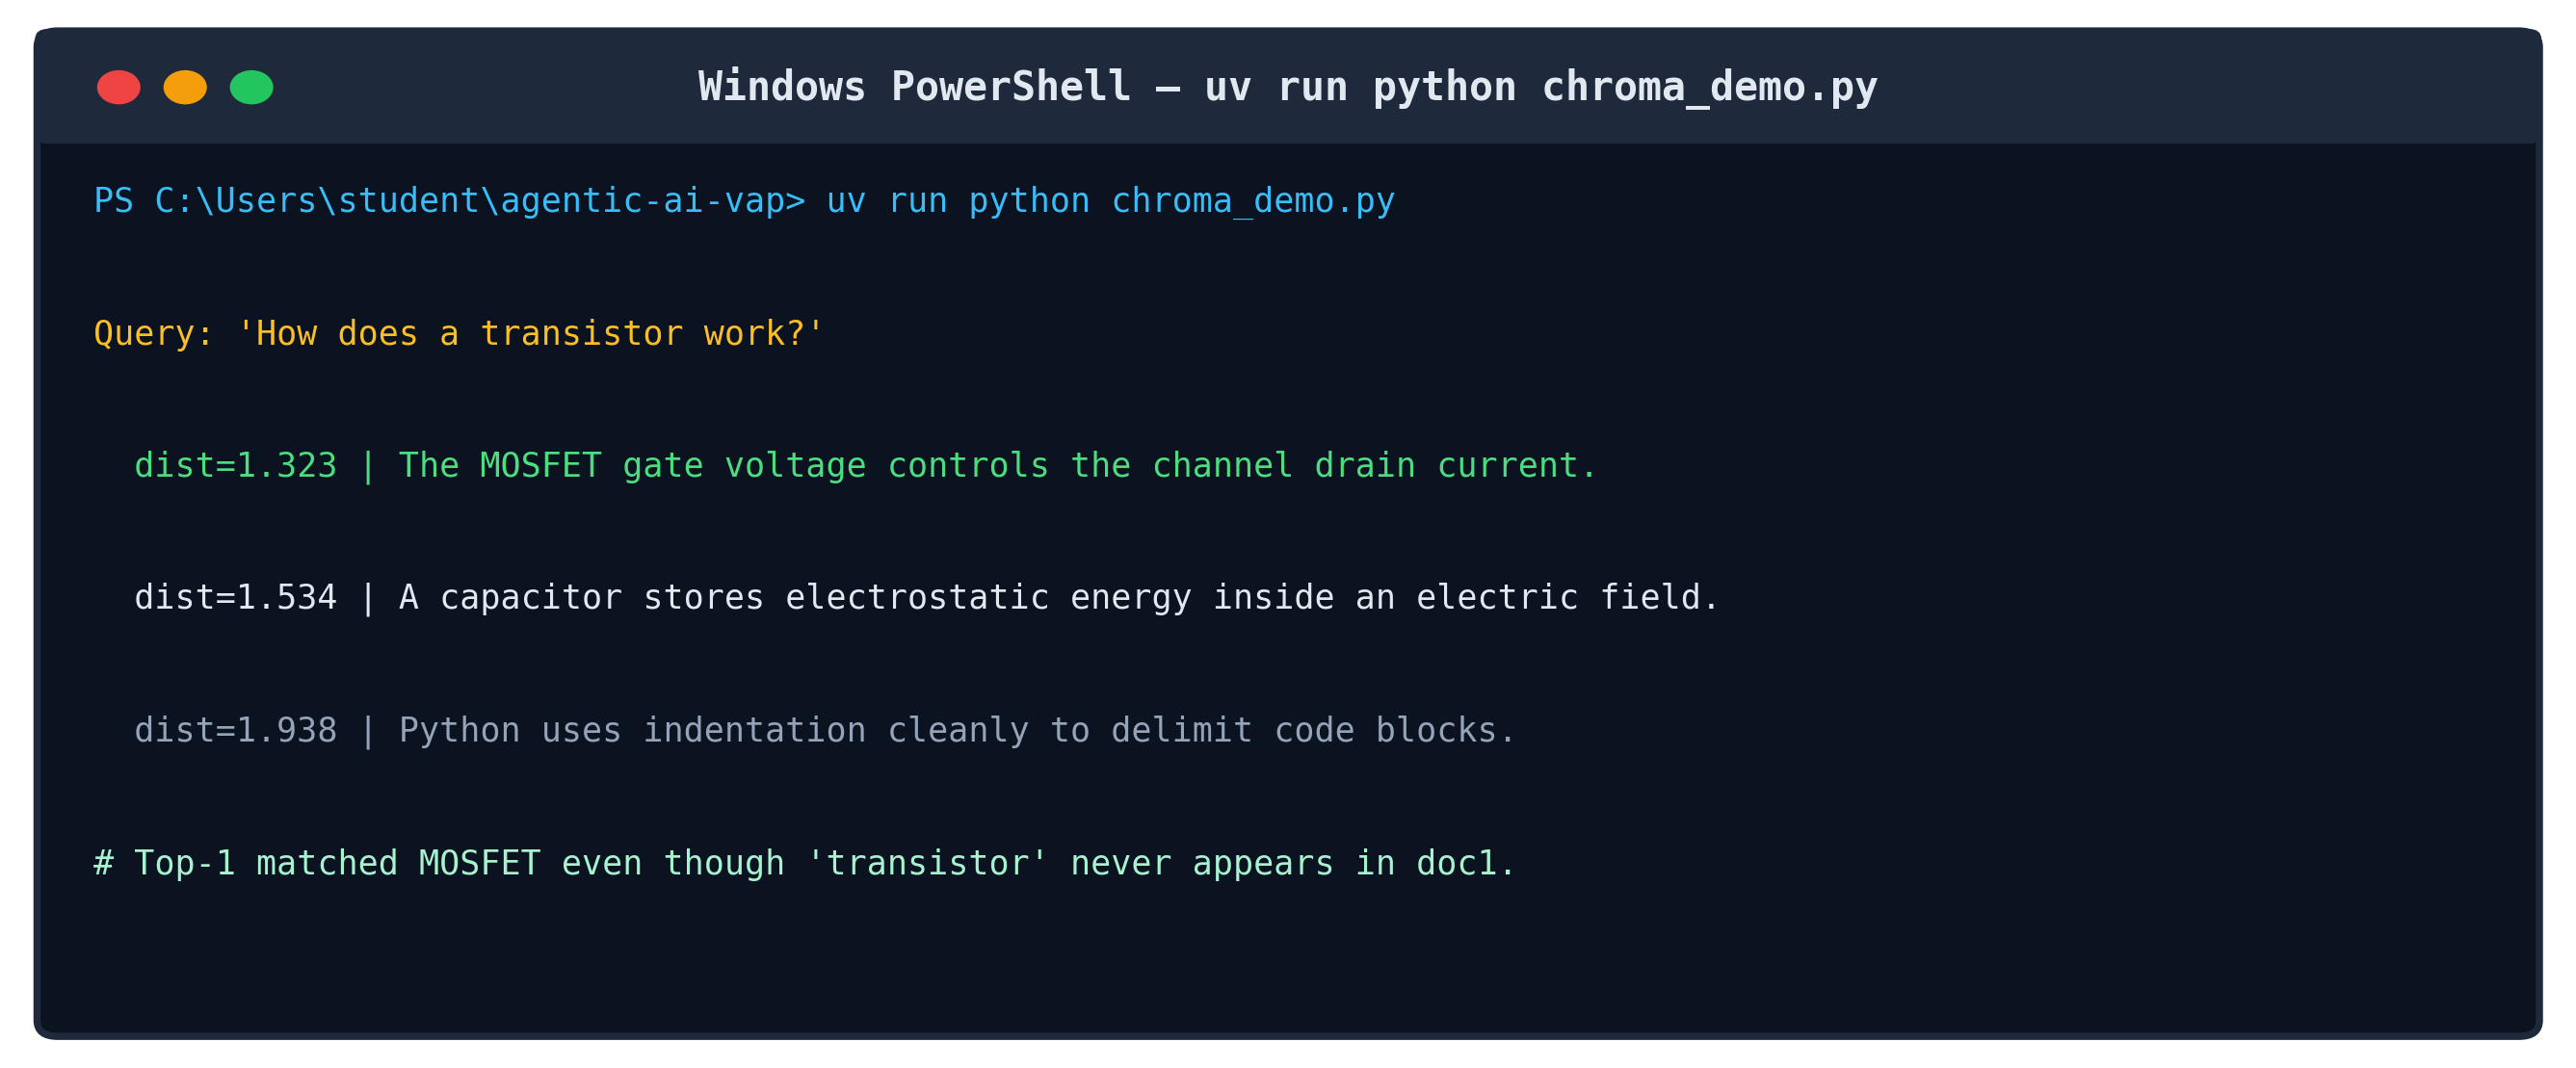 Windows PowerShell — uv run python chroma_demo.py
PS C:\Users\student\agentic-ai-vap> uv run python chroma_demo.py
Query: 'How does a transistor work?'
dist=1.323 | The MOSFET gate voltage controls the channel drain current.
dist=1.534 | A capacitor stores electrostatic energy inside an electric field.
dist=1.938 | Python uses indentation cleanly to delimit code blocks.
# Top-1 matched MOSFET even though 'transistor' never appears in doc1.